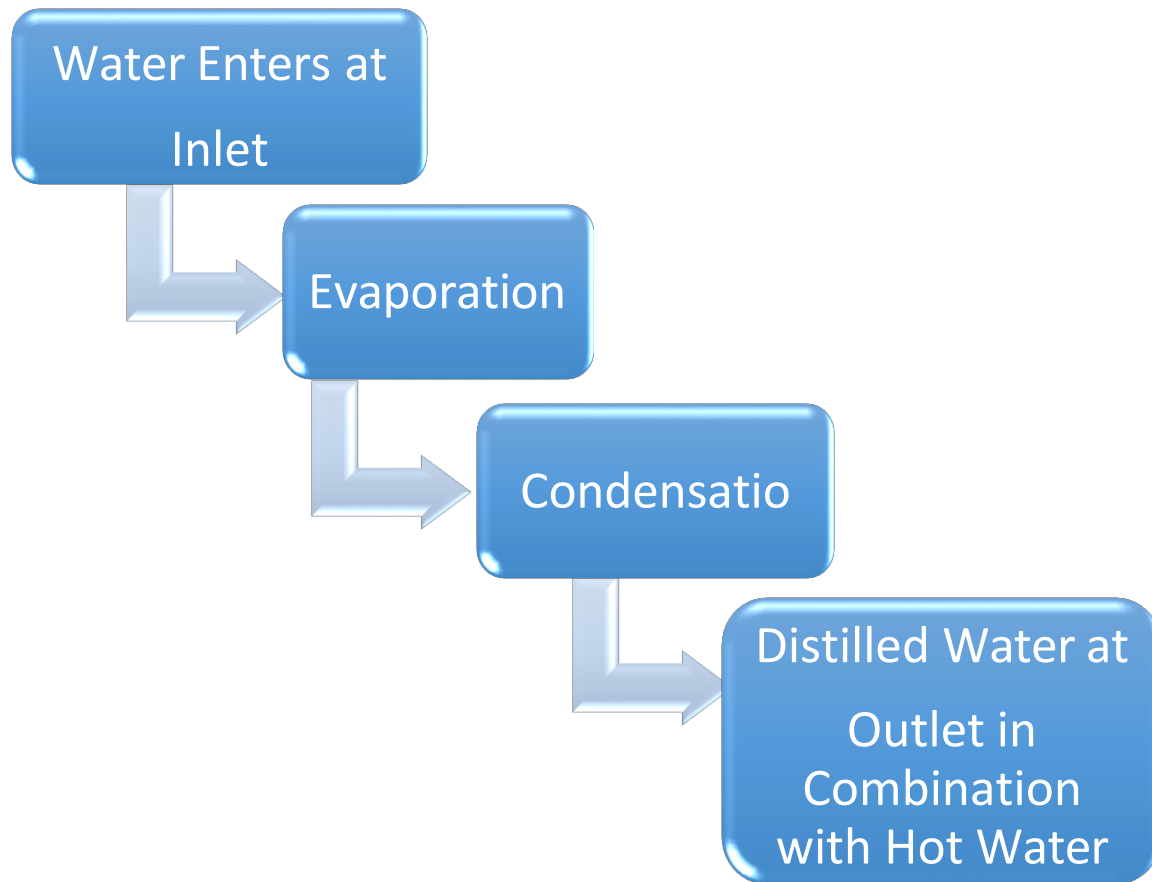 Water Enters at
Inlet
Evaporation
Condensatio
Distilled Water at
Outlet in
Combination
with Hot Water